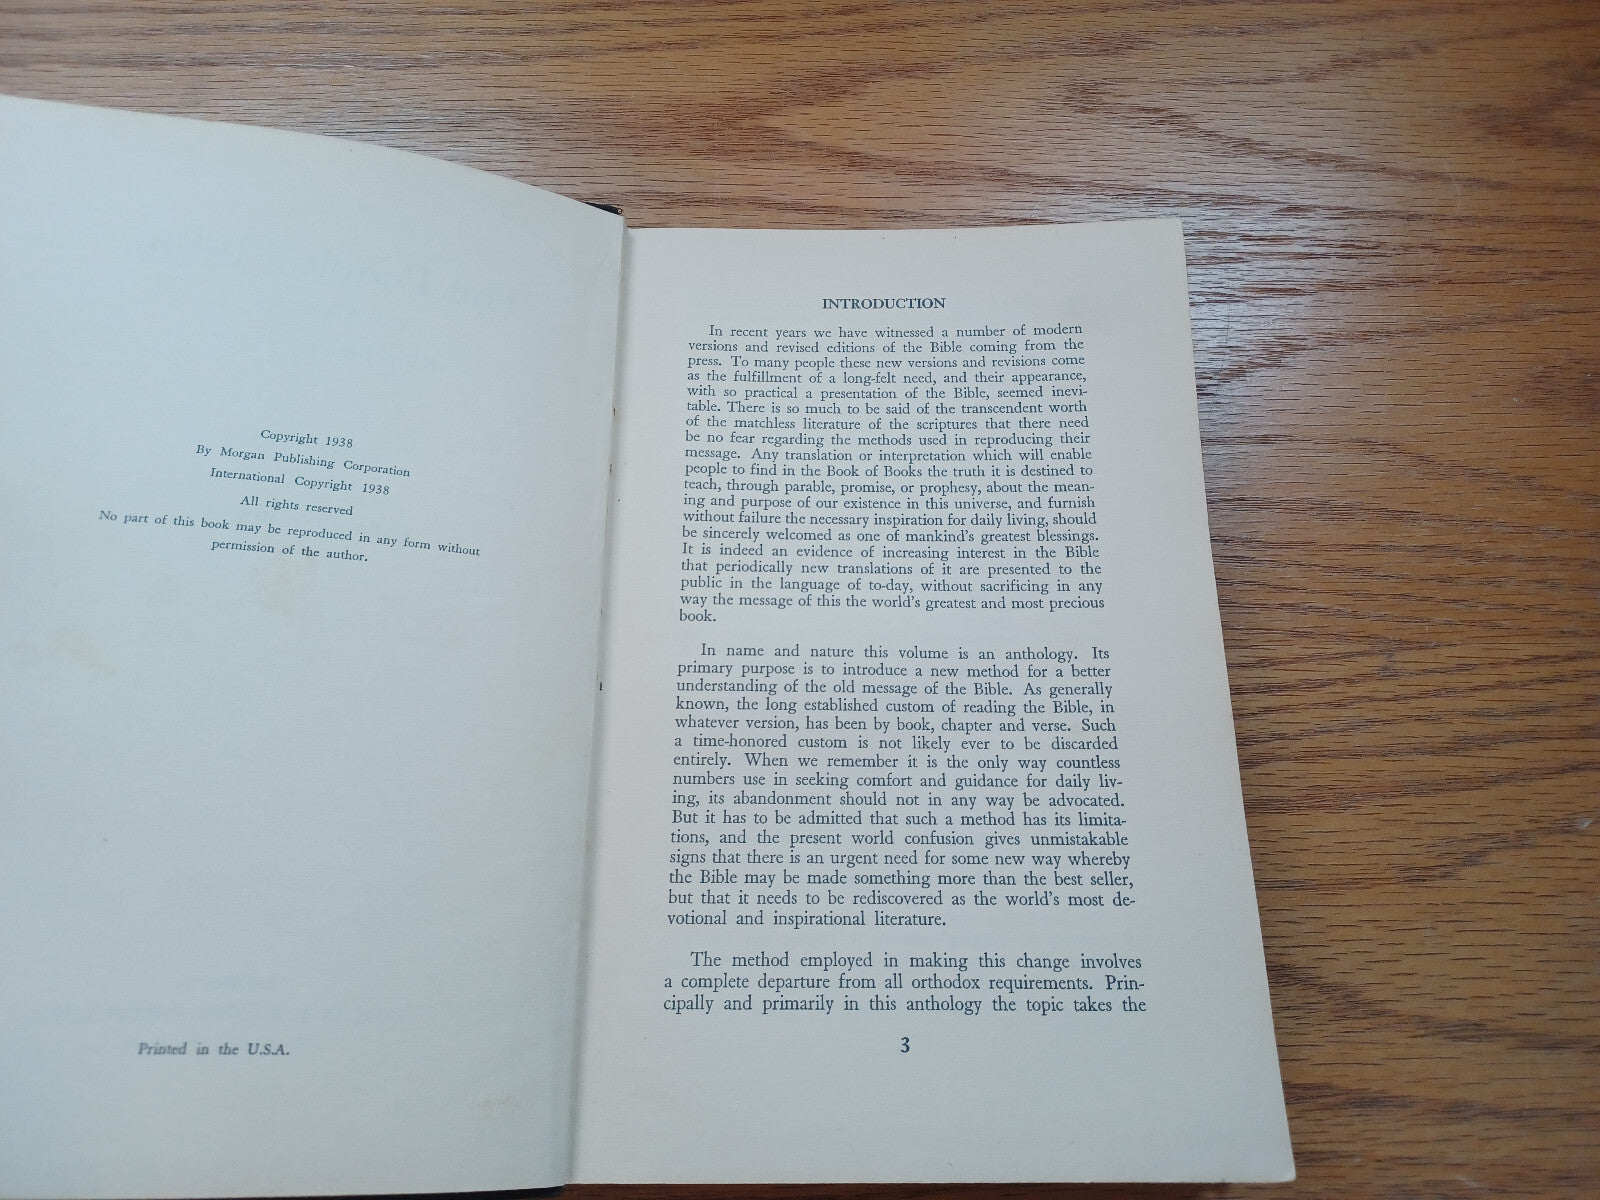 Copyright 1938
By Morgan Publishing Corporation
International Copyright 1938
All rights reserved
No part of this book may be reproduced in any form without
permission of the author.
Printed in the U.S.A.
INTRODUCTION
In recent years we have witnessed a number of modern
versions and revised editions of the Bible coming from the
press. To many people these new versions and revisions come
as the fulfillment of a long-felt need, and their appearance,
with so practical a presentation of the Bible, seemed inevi-
table. There is so much to be said of the transcendent worth
of the matchless literature of the scriptures that there need
be no fear regarding the methods used in reproducing their
message. Any translation or interpretation which will enable
people to find in the Book of Books the truth it is destined to
teach, through parable, promise, or prophesy, about the mean-
ing and purpose of our existence in this universe, and furnish
without failure the necessary inspiration for daily living, should
be sincerely welcomed as one of mankind's greatest blessings.
It is indeed an evidence of increasing interest in the Bible
that periodically new translations of it are presented to the
public in the language of to-day, without sacrificing in any
way the message of this the world's greatest and most precious
book.
In name and nature this volume is an anthology. Its
primary purpose is to introduce a new method for a better
understanding of the old message of the Bible. As generally
known, the long established custom of reading the Bible, in
whatever version, has been by book, chapter and verse. Such
a time-honored custom is not likely ever to be discarded
entirely. When we remember it is the only way countless
numbers use in seeking comfort and guidance for daily liv-
ing, its abandonment should not in any way be advocated.
But it has to be admitted that such a method has its limita-
tions, and the present world confusion gives unmistakable
signs that there is an urgent need for some new way whereby
the Bible may be made something more than the best seller,
but that it needs to be rediscovered as the world's most de-
votional and inspirational literature.
The method employed in making this change involves
a complete departure from all orthodox requirements. Prin-
cipally and primarily in this anthology the topic takes the
3